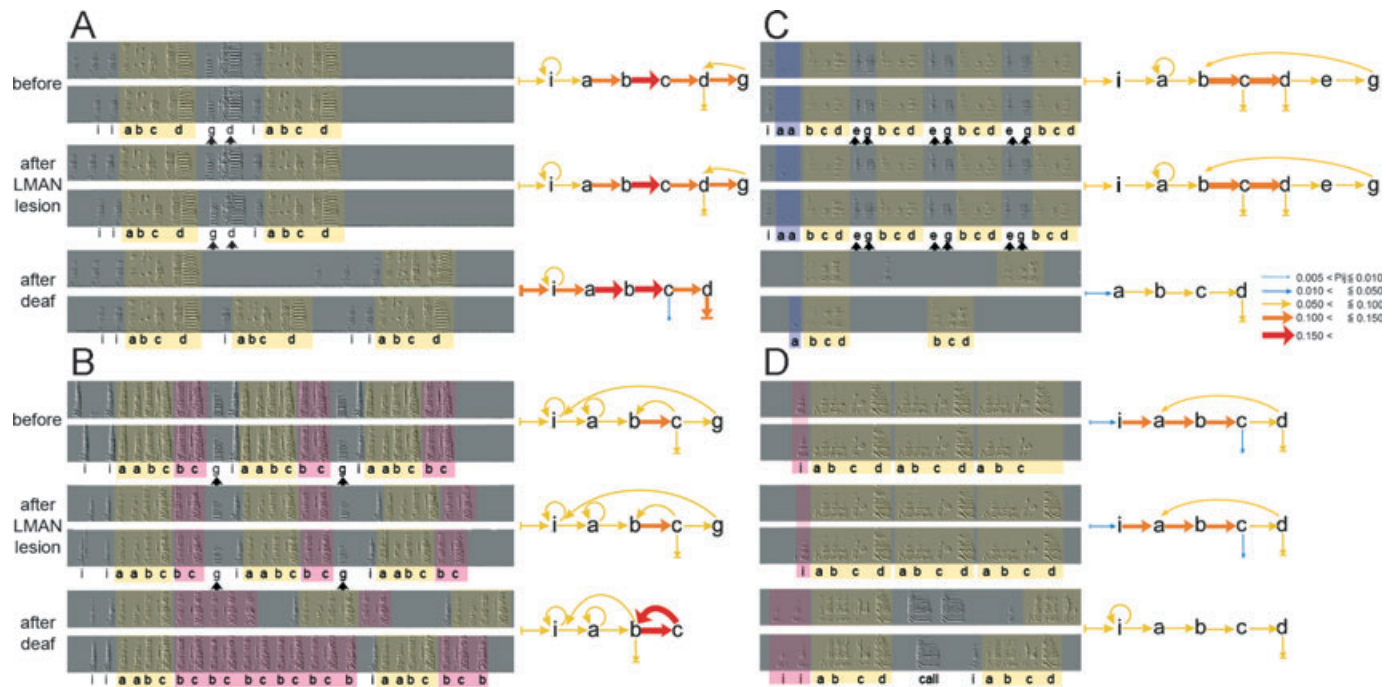 A
before
i i a b c d g d i a b c d
i a b c d g
after
LMAN
lesion
i i a b c d g d i a b c d
i a b c d g
after
deaf
i i a b c d a b c d i i a b c d
i a b c d
B
before
i i a a b c b c g i a a b c b c g i a a b c b c
i a b c g
after
LMAN
lesion
i i a a b c b c g i a a b c b c g i a a b c b c
i a b c g
after
deaf
i i a a b c b c b c b c b c b c b i a a b c b c b
i a b c
C
i a a b c d e g b c d e g b c d e g b c d
i a b c d e g
i a a b c d e g b c d e g b c d e g b c d
i a b c d e g
a b c d b c d
a b c d
0.005 < Pij ≦ 0.010
0.010 < ≦ 0.050
0.050 < ≦ 0.100
0.100 < ≦ 0.150
0.150 <
D
i a b c d a b c d a b c
i a b c d
i a b c d a b c d a b c d
i a b c d
i i a b c d call i a b c d
i a b c d